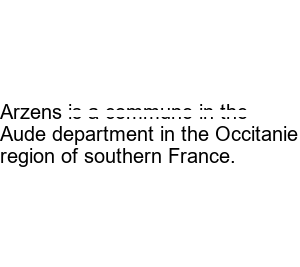 Arzens is a commune in the
Aude department in the Occitanie
region of southern France.